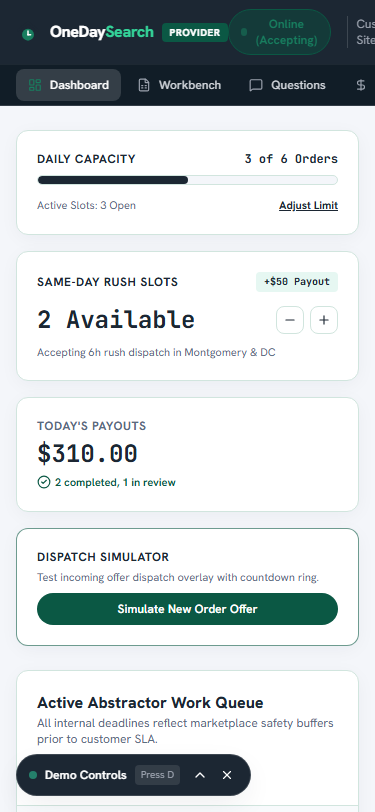 OneDaySearch PROVIDER Online (Accepting) Cus
Site
Dashboard Workbench Questions $
DAILY CAPACITY 3 of 6 Orders
Active Slots: 3 Open Adjust Limit
SAME-DAY RUSH SLOTS +$50 Payout
2 Available − +
Accepting 6h rush dispatch in Montgomery & DC
TODAY'S PAYOUTS
$310.00
2 completed, 1 in review
DISPATCH SIMULATOR
Test incoming offer dispatch overlay with countdown ring.
Simulate New Order Offer
Active Abstractor Work Queue
All internal deadlines reflect marketplace safety buffers
prior to customer SLA.
Demo Controls Press D